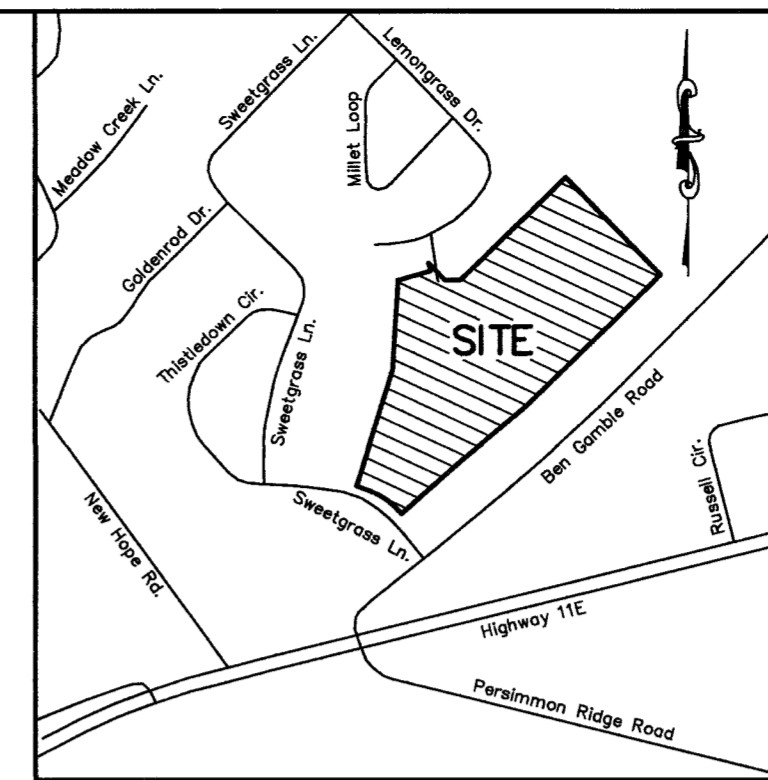 Sweetgrass Ln.
Lemongrass Dr.
Meadow Creek Ln.
Millet Loop
Goldenrod Dr.
Thistledown Cir.
Sweetgrass Ln.
SITE
Ben Gamble Road
Russell Cir.
New Hope Rd.
Sweetgrass Ln.
Highway 11E
Persimmon Ridge Road